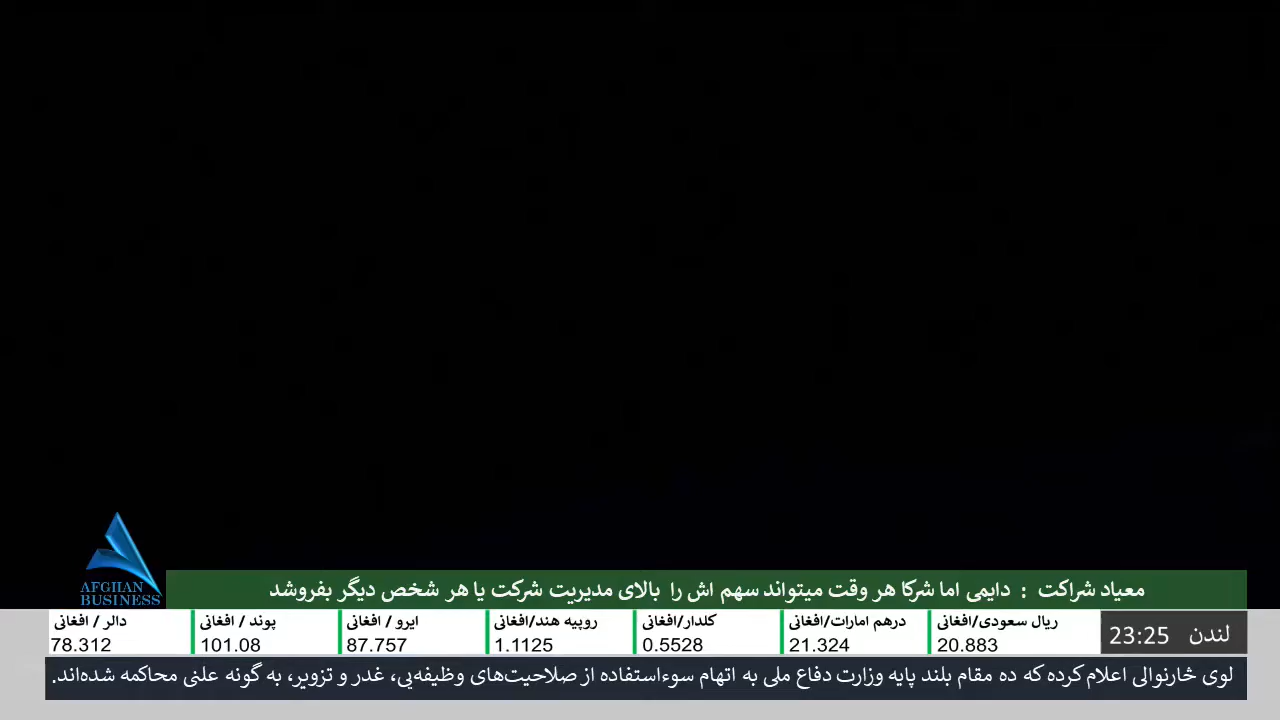 AFGHAN
BUSINESS
معیاد شراکت : دایمی اما شرکا هر وقت میتواند سهم اش را بالای مدیریت شرکت یا هر شخص دیگر بفروشد
دالر / افغانی
78.312
پوند / افغانی
101.08
ایرو / افغانی
87.757
روپیه هند/افغانی
1.1125
کلدار/افغانی
0.5528
درهم امارات/افغانی
21.324
ریال سعودی/افغانی
20.883
لندن 23:25
لوی څارنوالی اعلام کرده که ده مقام بلند پایه وزارت دفاع ملی به اتهام سوءاستفاده از صلاحیت‌های وظیفه‌یی، غدر و تزویر، به گونه علنی محاکمه شده‌اند.